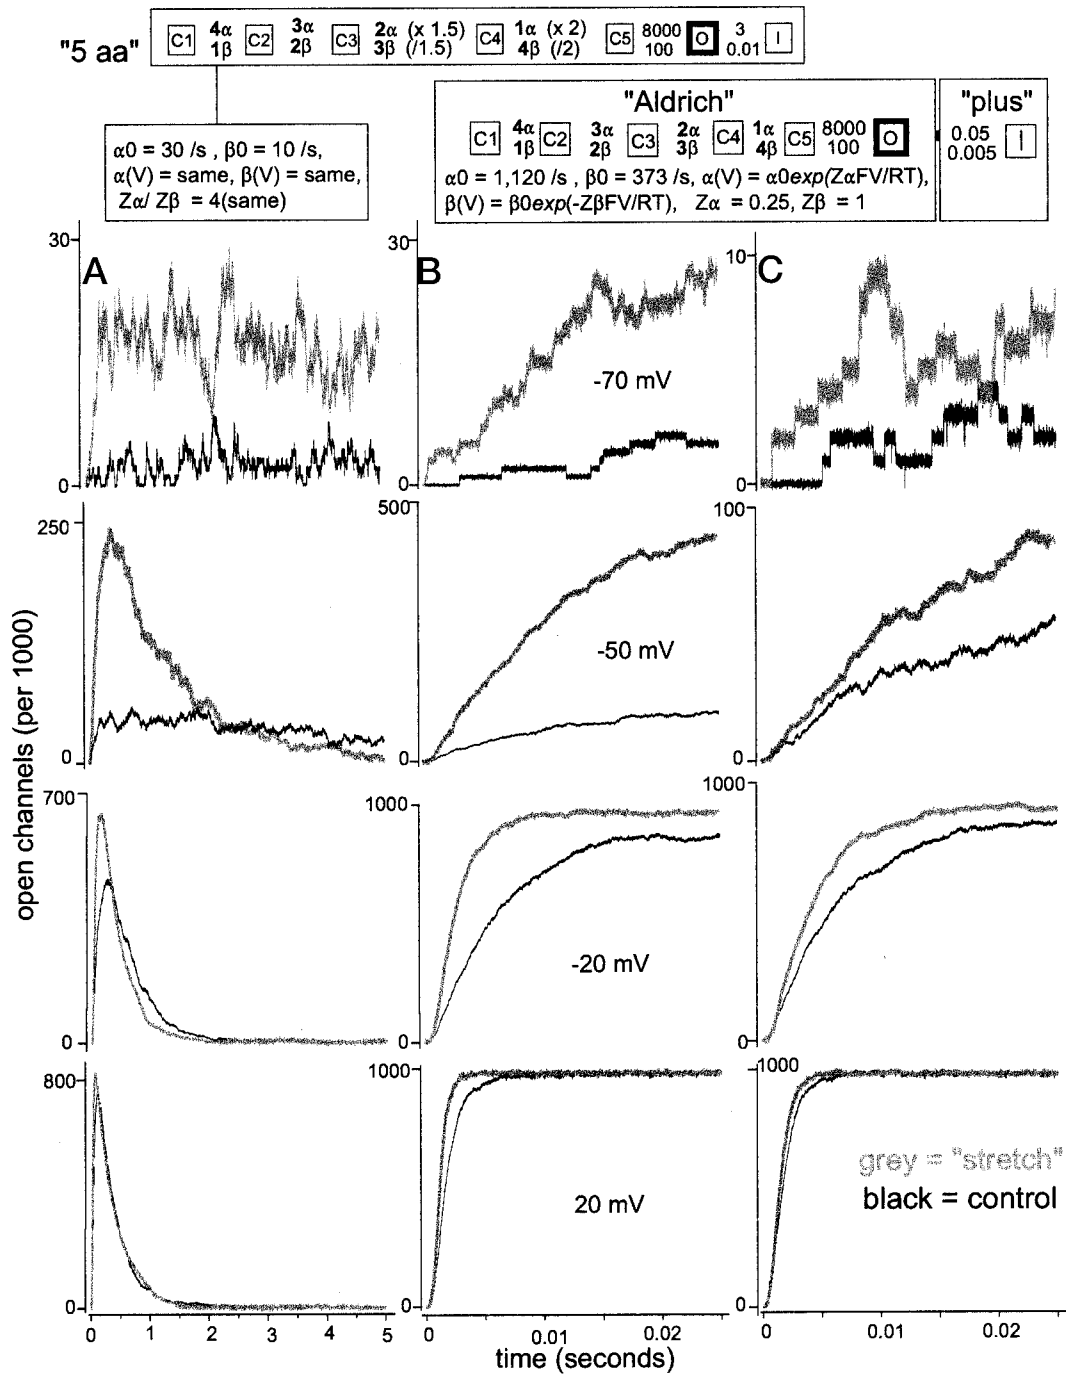 "5 aa"
C1 4α 1β C2 3α 2β C3 2α (x 1.5) 3β (/1.5) C4 1α (x 2) 4β (/2) C5 8000 100 O 3 0.01 I
α0 = 30 /s , β0 = 10 /s,
α(V) = same, β(V) = same,
Zα/ Zβ = 4(same)
"Aldrich"
C1 4α 1β C2 3α 2β C3 2α 3β C4 1α 4β C5 8000 100 O
α0 = 1,120 /s , β0 = 373 /s, α(V) = α0exp(ZαFV/RT),
β(V) = β0exp(-ZβFV/RT), Zα = 0.25, Zβ = 1
"plus"
0.05 0.005 I
A
30
0
B
30
0
-70 mV
C
10
0
250
0
500
0
-50 mV
100
0
700
0
1000
0
-20 mV
1000
0
800
0
1000
0
20 mV
1000
0
grey = "stretch"
black = control
open channels (per 1000)
0 1 2 3 4 5
0 0.01 0.02
0 0.01 0.02
time (seconds)